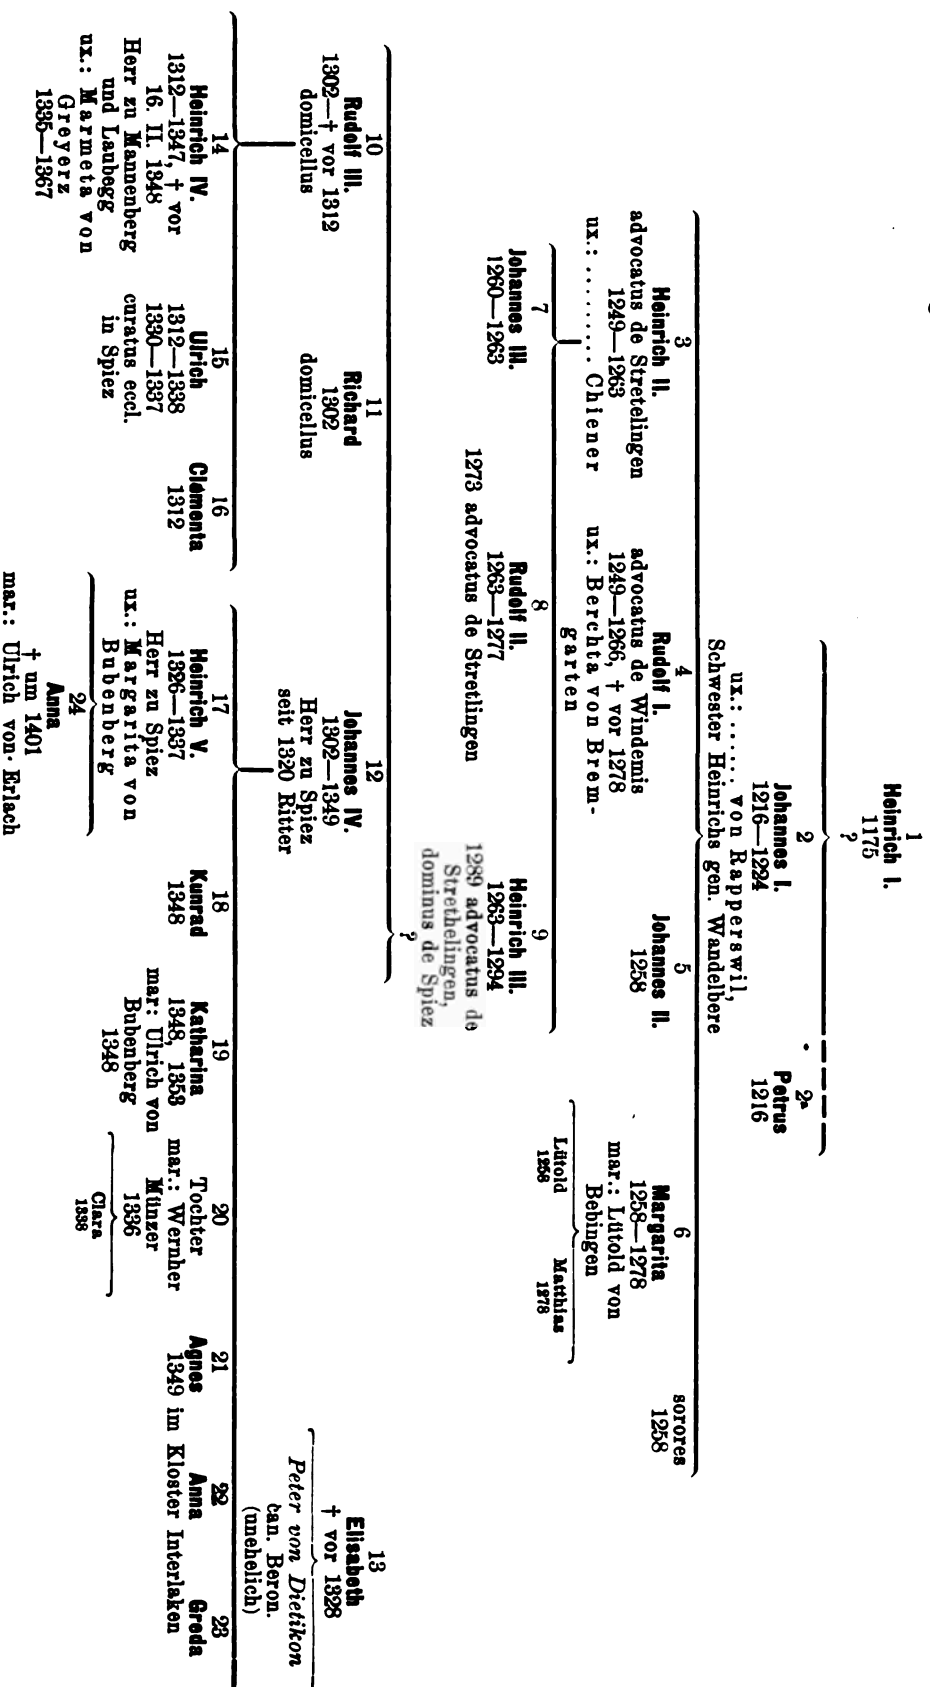 1
Heinrich I.
1175
?
2
Johannes I.
1216—1224
ux.: ...... von Rapperswil,
Schwester Heinrichs gen. Wandelbere
2a
Petrus
1216
3
Heinrich II.
advocatus de Stretelingen
1249—1263
ux.: .......... Chiener
4
Rudolf I.
advocatus de Windemis
1249—1266, † vor 1278
ux.: Berchta von Brem-
garten
5
Johannes II.
1258
6
Margarita
1258—1278
mar.: Lütold von
Bebingen
sorores
1258
Lütold
1258
Matthias
1278
7
Johannes III.
1260—1263
8
Rudolf II.
1263—1277
1273 advocatus de Stretlingen
9
Heinrich III.
1263—1294
1289 advocatus de
Strethelingen,
dominus de Spiez
?
10
Rudolf III.
1302—† vor 1312
domicellus
11
Richard
1302
domicellus
12
Johannes IV.
1302—1349
Herr zu Spiez
seit 1320 Ritter
13
Elisabeth
† vor 1328
Peter von Dietikon
can. Beron.
(unehelich)
14
Heinrich IV.
1312—1347, † vor
16. II. 1348
Herr zu Mannenberg
und Laubegg
ux.: Marmeta von
Greyerz
1335—1367
15
Ulrich
1312—1338
1330—1337
curatus eccl.
in Spiez
16
Clementa
1312
17
Heinrich V.
1326—1337
Herr zu Spiez
ux.: Margarita von
Bubenberg
18
Kunrad
1348
19
Katharina
1348, 1358
mar: Ulrich von
Bubenberg
1348
20
Tochter
mar.: Wernher
Münzer
1336
Clara
1338
21
Agnes
22
Anna
23
Greda
1349 im Kloster Interlaken
24
Anna
† um 1401
mar.: Ulrich von Erlach